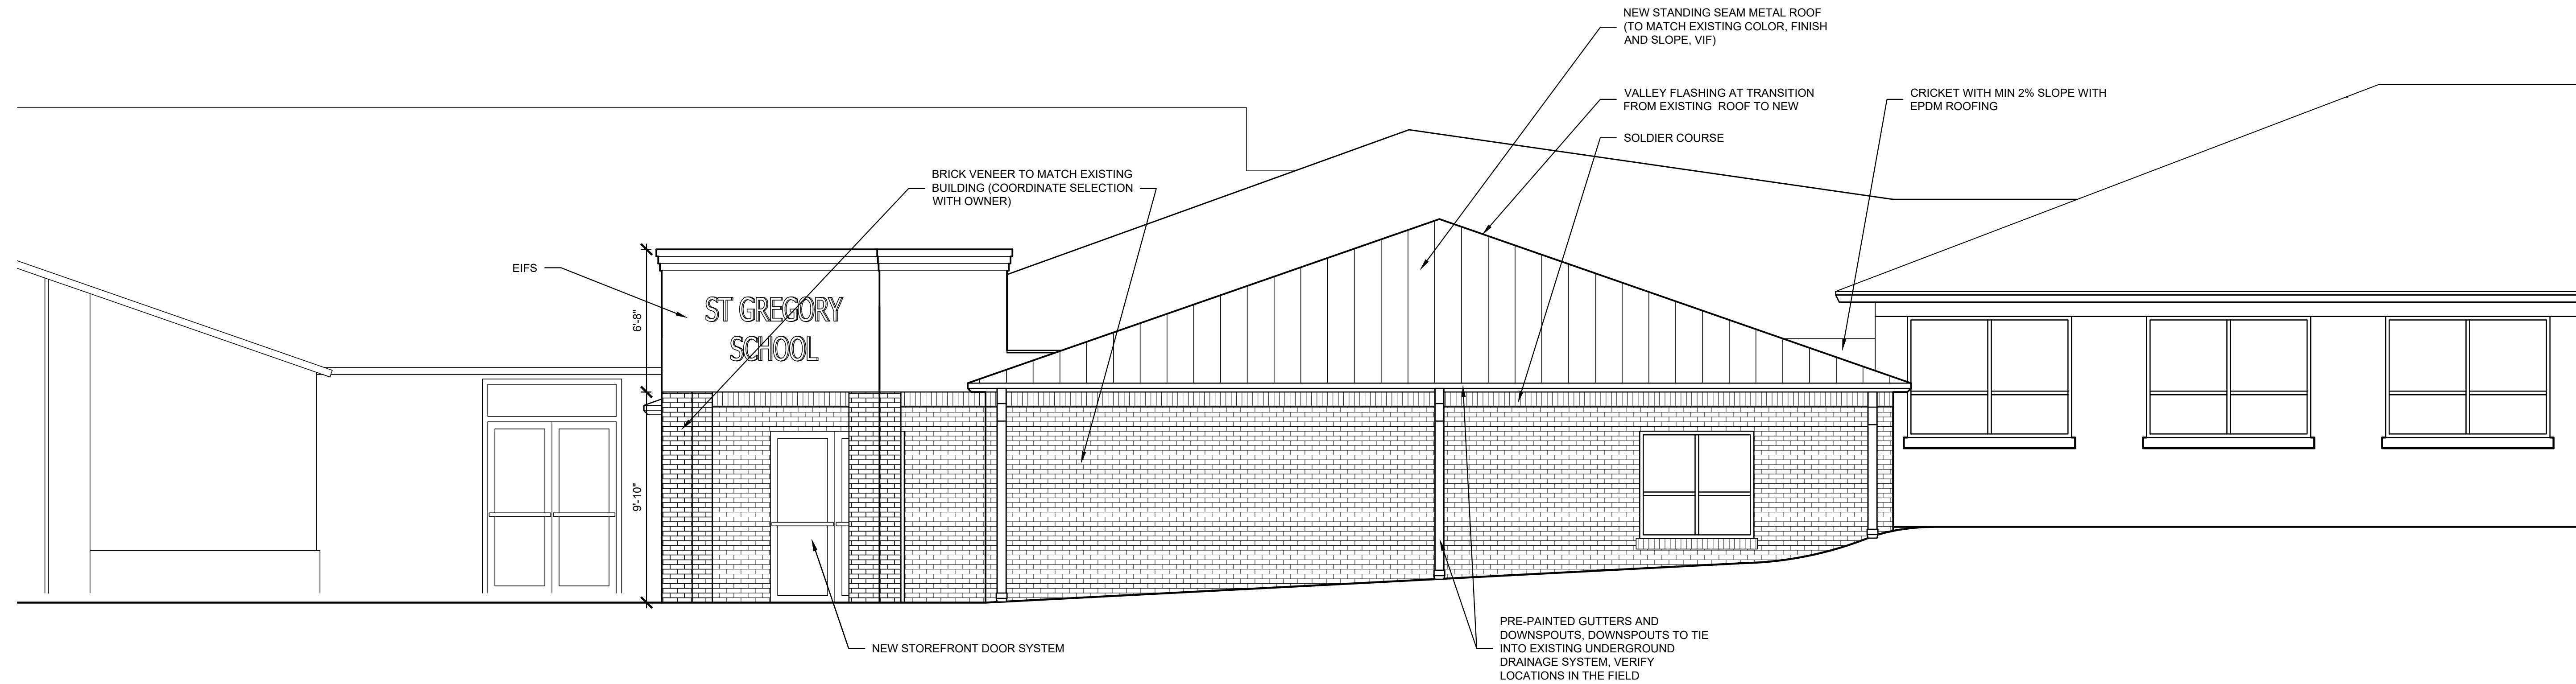 NEW STANDING SEAM METAL ROOF
(TO MATCH EXISTING COLOR, FINISH
AND SLOPE, VIF)
VALLEY FLASHING AT TRANSITION
FROM EXISTING ROOF TO NEW
CRICKET WITH MIN 2% SLOPE WITH
EPDM ROOFING
SOLDIER COURSE
BRICK VENEER TO MATCH EXISTING
BUILDING (COORDINATE SELECTION
WITH OWNER)
EIFS
6'-8"
ST GREGORY
SCHOOL
9'-10"
NEW STOREFRONT DOOR SYSTEM
PRE-PAINTED GUTTERS AND
DOWNSPOUTS, DOWNSPOUTS TO TIE
INTO EXISTING UNDERGROUND
DRAINAGE SYSTEM, VERIFY
LOCATIONS IN THE FIELD